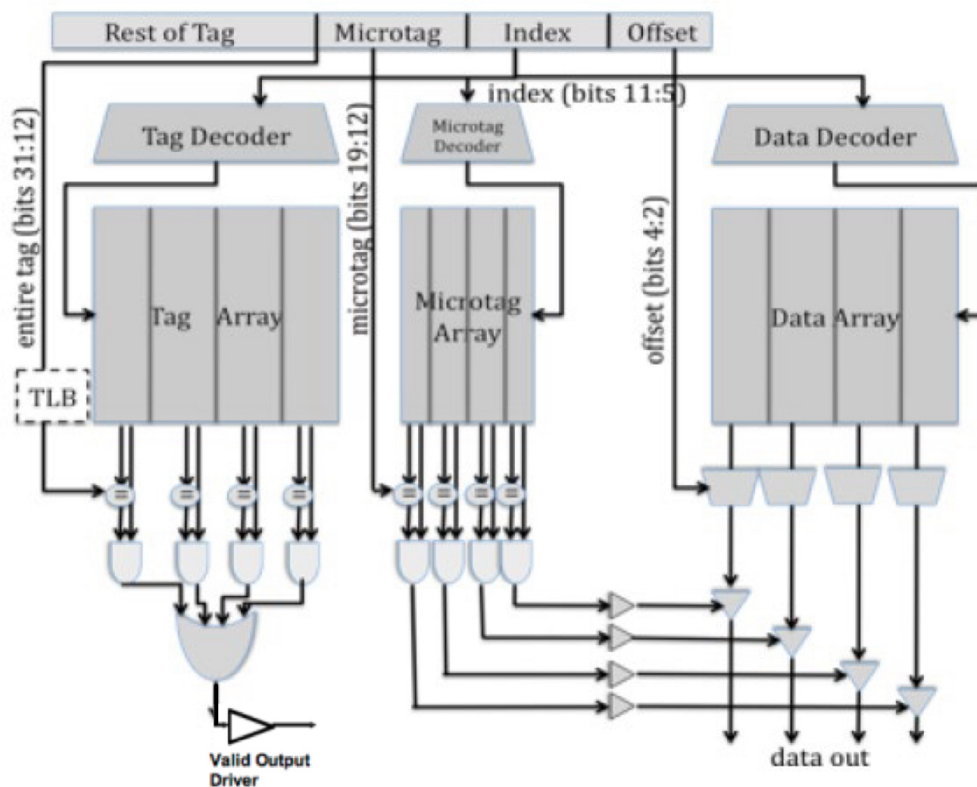 Rest of Tag Microtag Index Offset
index (bits 11:5)
Tag Decoder
Microtag
Decoder
Data Decoder
entire tag (bits 31:12)
microtag (bits 19:12)
offset (bits 4:2)
Tag Array
Microtag
Array
Data Array
TLB
=
=
=
=
=
=
=
=
Valid Output
Driver
data out